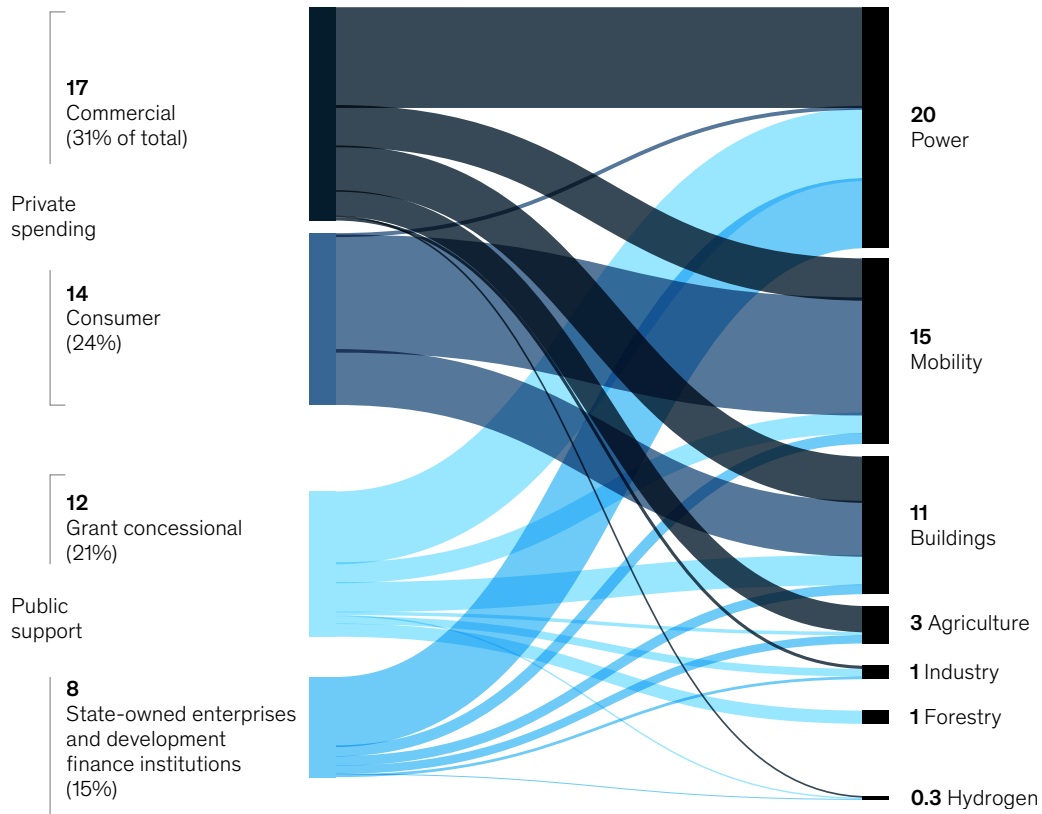 17
Commercial
(31% of total)
Private
spending
14
Consumer
(24%)
12
Grant concessional
(21%)
Public
support
8
State-owned enterprises
and development
finance institutions
(15%)
20
Power
15
Mobility
11
Buildings
3 Agriculture
1 Industry
1 Forestry
0.3 Hydrogen